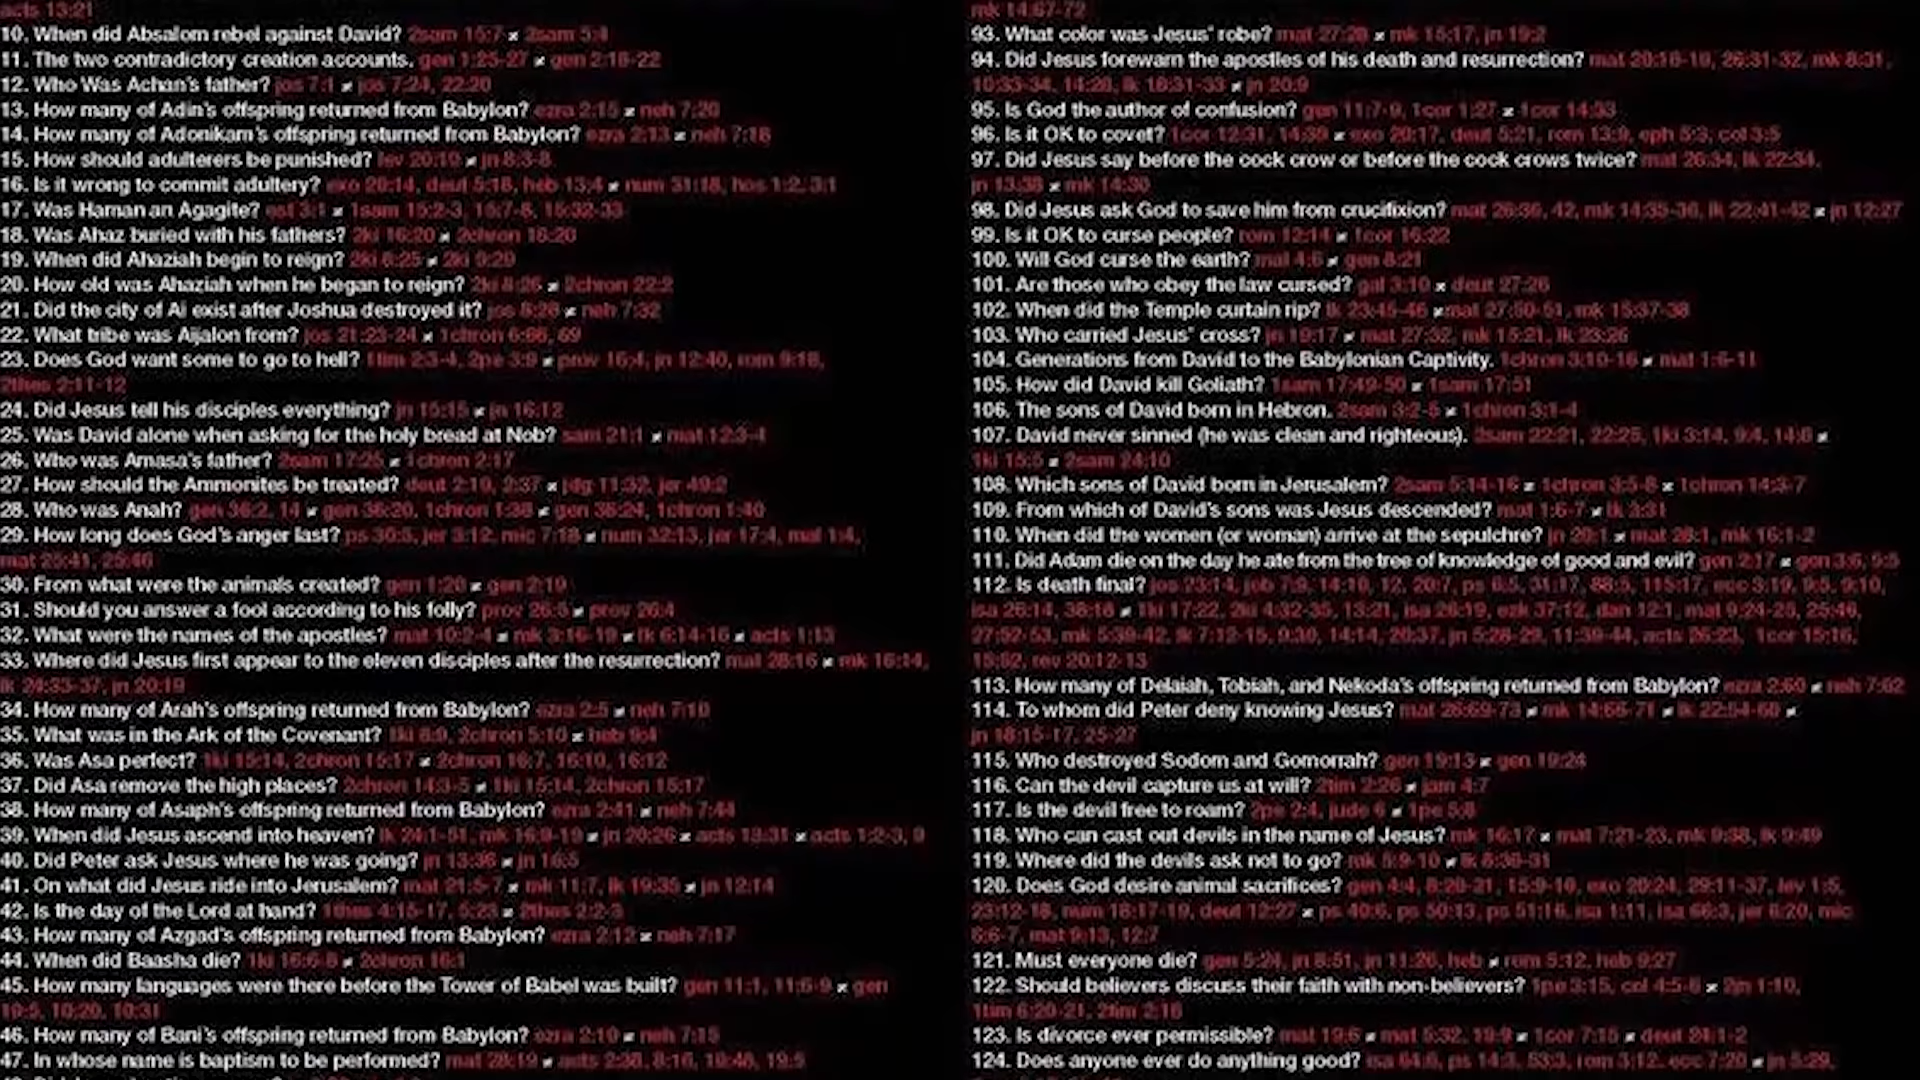 acts 13:21
10. When did Absalom rebel against David? 2sam 15:7 ≠ 2sam 5:4
11. The two contradictory creation accounts. gen 1:25-27 ≠ gen 2:18-22
12. Who Was Achan's father? jos 7:1 ≠ jos 7:24, 22:20
13. How many of Adin's offspring returned from Babylon? ezra 2:15 ≠ neh 7:20
14. How many of Adonikam's offspring returned from Babylon? ezra 2:13 ≠ neh 7:18
15. How should adulterers be punished? lev 20:10 ≠ jn 8:3-8
16. Is it wrong to commit adultery? exo 20:14, deut 5:18, heb 13:4 ≠ num 31:18, hos 1:2, 3:1
17. Was Haman an Agagite? est 3:1 ≠ 1sam 15:2-3, 15:7-8, 15:32-33
18. Was Ahaz buried with his fathers? 2ki 16:20 ≠ 2chron
19. When did Ahaziah begin to reign? 2ki 8:25 ≠ 2ki 9:29
20. How old was Ahaziah when he began to reign? 2ki 8:26 ≠ 2chron 22:2
21. Did the city of Ai exist after Joshua destroyed it? jos 8:28 ≠ neh 7:32
22. What tribe was Aijalon from? jos 21:23-24 ≠ 1chron 6:66, 69
23. Does God want some to go to hell? 1tim 2:3-4, 2pe 3:9 ≠ prov 16:4, jn 12:40, rom 9:18,
2thes 2:11-12
24. Did Jesus tell his disciples everything? jn 15:15 ≠ jn 16:12
25. Was David alone when asking for the holy bread at Nob? sam 21:1 ≠ mat 12:3-4
26. Who was Amasa's father? 2sam 17:25 ≠ 1chron 2:17
27. How should the Ammonites be treated? deut 2:19, 2:37 ≠ jdg 11:32, jer 49:2
28. Who was Anah? gen 36:2, 14 ≠ gen 36:20, 1chron 1:38 ≠ gen 36:24, 1chron 1:40
29. How long does God's anger last? ps 30:5, jer 3:12, mic 7:18 ≠ num 32:13, jer 17:4, mal 1:4,
mat 25:41, 25:46
30. From what were the animals created? gen 1:20 ≠ gen 2:19
31. Should you answer a fool according to his folly? prov 26:5 ≠ prov 26:4
32. What were the names of the apostles? mat 10:2-4 ≠ mk 3:16-19 ≠ lk 6:14-16 ≠ acts 1:13
33. Where did Jesus first appear to the eleven disciples after the resurrection? mat 28:16 ≠ mk 16:14,
lk 24:33-37, jn 20:19
34. How many of Arah's offspring returned from Babylon? ezra 2:5 ≠ neh 7:10
35. What was in the Ark of the Covenant? 1ki 8:9, 2chron 5:10 ≠ heb 9:4
36. Was Asa perfect? 1ki 15:14, 2chron 15:17 ≠ 2chron 16:7, 16:10, 16:12
37. Did Asa remove the high places? 2chron 14:3-5 ≠ 1ki 15:14, 2chron 15:17
38. How many of Asaph's offspring returned from Babylon? ezra 2:41 ≠ neh 7:44
39. When did Jesus ascend into heaven? lk 24:1-51, mk 16:9-19 ≠ jn 20:26 ≠ acts 13:31 ≠ acts 1:2-3, 9
40. Did Peter ask Jesus where he was going? jn 13:36 ≠ jn 16:5
41. On what did Jesus ride into Jerusalem? mat 21:5-7 ≠ mk 11:7, lk 19:35 ≠ jn 12:14
42. Is the day of the Lord at hand? 1thes 4:15-17, 5:23 ≠ 2thes 2:2-3
43. How many of Azgad's offspring returned from Babylon? ezra 2:12 ≠ neh 7:17
44. When did Baasha die? 1ki 16:6-8 ≠ 2chron 16:1
45. How many languages were there before the Tower of Babel was built? gen 11:1, 11:6-9 ≠ gen
10:5, 10:20, 10:31
46. How many of Bani's offspring returned from Babylon? ezra 2:10 ≠ neh 7:15
47. In whose name is baptism to be performed? mat 28:19 ≠ acts 2:38, 8:16, 10:48, 19:5
mk 14:67-72
93. What color was Jesus' robe? mat 27:28 ≠ mk 15:17, jn 19:2
94. Did Jesus forewarn the apostles of his death and resurrection? mat 20:18-19, 26:31-32, mk 8:31,
10:33-34, 14:28, lk 18:31-33 ≠ jn 20:9
95. Is God the author of confusion? gen 11:7-9, 1cor 1:27 ≠ 1cor 14:33
96. Is it OK to covet? 1cor 12:31, 14:39 ≠ exo 20:17, deut 5:21, rom 13:9, eph 5:3, col 3:5
97. Did Jesus say before the cock crow or before the cock crows twice? mat 26:34, lk 22:34,
jn 13:38 ≠ mk 14:30
98. Did Jesus ask God to save him from crucifixion? mat 26:36, 42, mk 14:35-36, lk 22:41-42 ≠ jn 12:27
99. Is it OK to curse people? rom 12:14 ≠ 1cor 16:22
100. Will God curse the earth? mal 4:6 ≠ gen 8:21
101. Are those who obey the law cursed? gal 3:10 ≠ deut 27:26
102. When did the Temple curtain rip? lk 23:45-46 ≠mat 27:50-51, mk 15:37-38
103. Who carried Jesus' cross? jn 19:17 ≠ mat 27:32, mk 15:21, lk 23:26
104. Generations from David to the Babylonian Captivity. 1chron 3:10-16 ≠ mat 1:6-11
105. How did David kill Goliath? 1sam 17:49-50 ≠ 1sam 17:51
106. The sons of David born in Hebron. 2sam 3:2-5 ≠ 1chron 3:1-4
107. David never sinned (he was clean and righteous). 2sam 22:21, 22:25, 1ki 3:14, 9:4, 14:8 ≠
1ki 15:5 ≠ 2sam 24:10
108. Which sons of David born in Jerusalem? 2sam 5:14-16 ≠ 1chron 3:5-8 ≠ 1chron 14:3-7
109. From which of David's sons was Jesus descended? mat 1:6-7 ≠ lk 3:31
110. When did the women (or woman) arrive at the sepulchre? jn 20:1 ≠ mat 28:1, mk 16:1-2
111. Did Adam die on the day he ate from the tree of knowledge of good and evil? gen 2:17 ≠ gen 3:6, 5:5
112. Is death final? jos 23:14, job 7:9, 14:10, 12, 20:7, ps 6:5, 31:17, 88:5, 115:17, ecc 3:19, 9:5, 9:10,
isa 26:14, 38:18 ≠ 1ki 17:22, 2ki 4:32-35, 13:21, isa 26:19, ezk 37:12, dan 12:1, mat 9:24-25, 25:46,
27:52-53, mk 5:39-42, lk 7:12-15, 9:30, 14:14, 20:37, jn 5:28-29, 11:39-44, acts 26:23, 1cor 15:16,
15:52, rev 20:12-13
113. How many of Delaiah, Tobiah, and Nekoda's offspring returned from Babylon? ezra 2:60 ≠ neh 7:62
114. To whom did Peter deny knowing Jesus? mat 26:69-73 ≠ mk 14:66-71 ≠ lk 22:54-60 ≠
jn 18:15-17, 25-27
115. Who destroyed Sodom and Gomorrah? gen 19:13 ≠ gen 19:24
116. Can the devil capture us at will? 2tim 2:26 ≠ jam 4:7
117. Is the devil free to roam? 2pe 2:4, jude 6 ≠ 1pe 5:8
118. Who can cast out devils in the name of Jesus? mk 16:17 ≠ mat 7:21-23, mk 9:38, lk 9:49
119. Where did the devils ask not to go? mk 5:9-10 ≠ lk 8:30-31
120. Does God desire animal sacrifices? gen 4:4, 8:20-21, 15:9-10, exo 20:24, 29:11-37, lev 1:5,
23:12-18, num 18:17-19, deut 12:27 ≠ ps 40:6, ps 50:13, ps 51:16, isa 1:11, isa 66:3, jer 6:20, mic
6:6-7, mat 9:13, 12:7
121. Must everyone die? gen 5:24, jn 8:51, jn 11:26, heb ≠ rom 5:12, heb 9:27
122. Should believers discuss their faith with non-believers? 1pe 3:15, col 4:5-6 ≠ 2jn 1:10,
1tim 6:20-21, 2tim 2:16
123. Is divorce ever permissible? mat 19:6 ≠ mat 5:32, 19:9 ≠ 1cor 7:15 ≠ deut 24:1-2
124. Does anyone ever do anything good? isa 64:6, ps 14:3, 53:3, rom 3:12, ecc 7:20 ≠ jn 5:29,